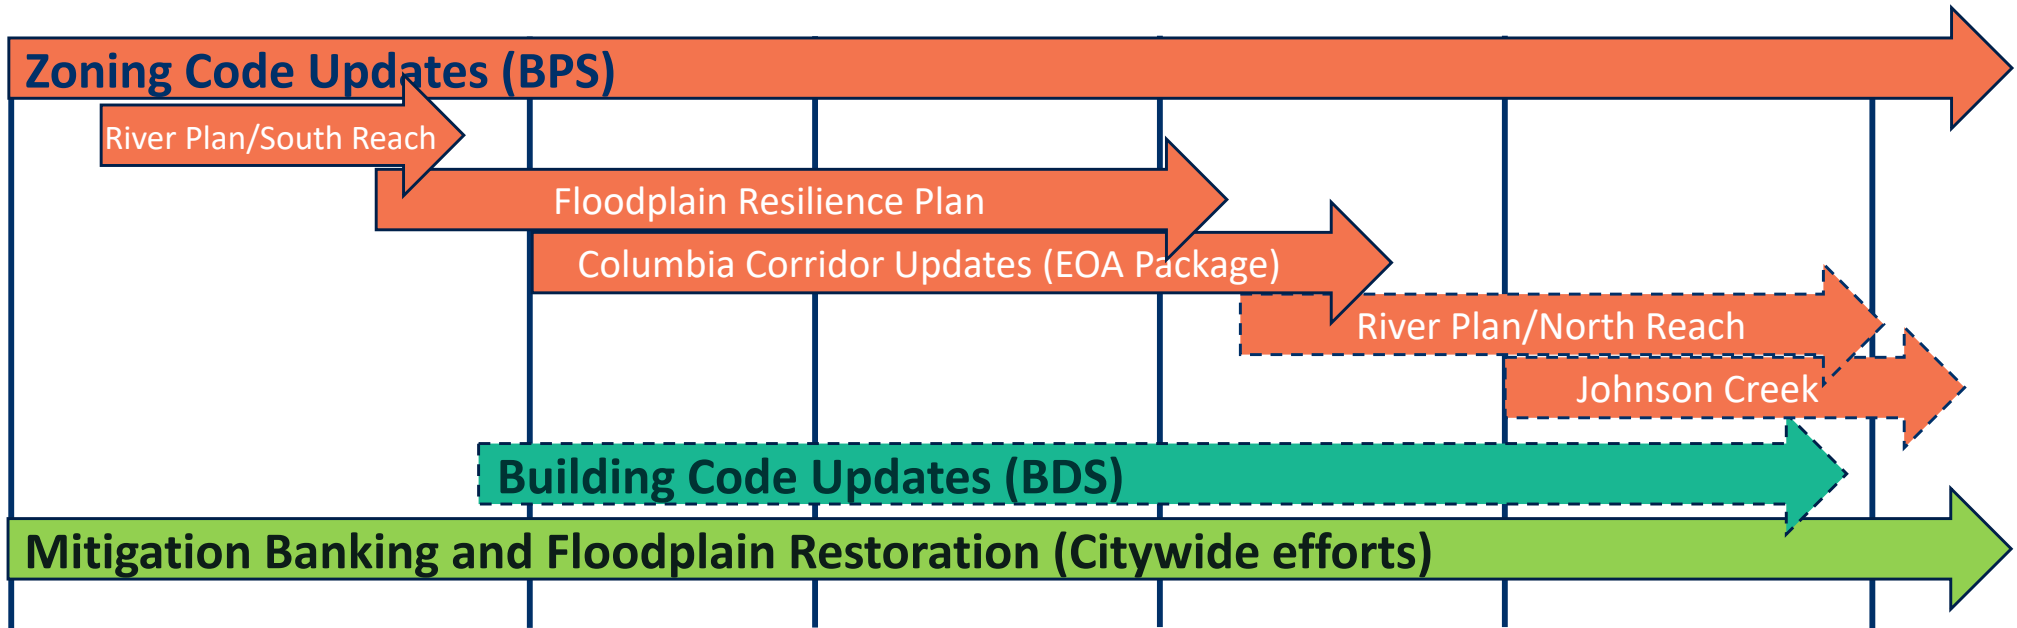 Zoning Code Updates (BPS)
River Plan/South Reach
Floodplain Resilience Plan
Columbia Corridor Updates (EOA Package)
River Plan/North Reach
Johnson Creek
Building Code Updates (BDS)
Mitigation Banking and Floodplain Restoration (Citywide efforts)